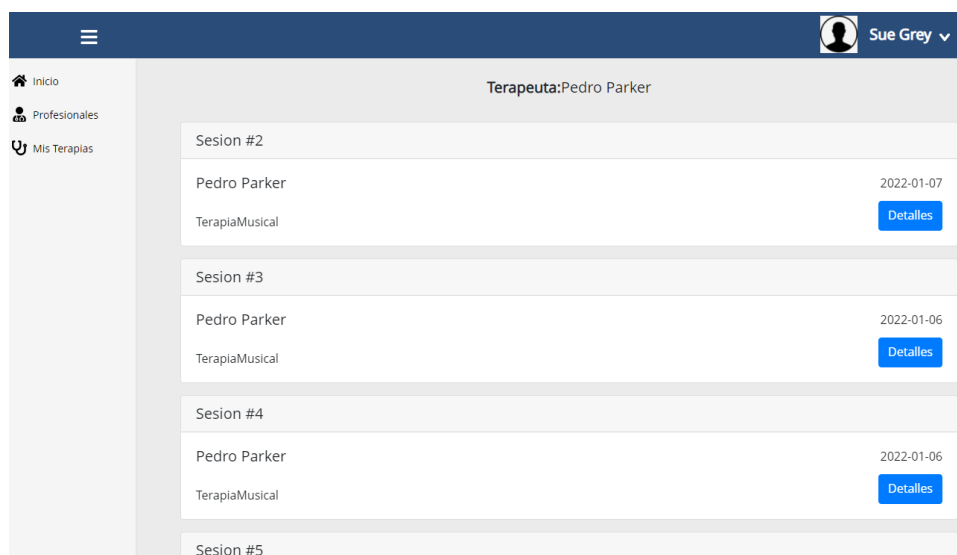 Sue Grey
Inicio
Profesionales
Mis Terapias
Terapeuta:Pedro Parker
Sesion #2
Pedro Parker
2022-01-07
TerapiaMusical
Detalles
Sesion #3
Pedro Parker
2022-01-06
TerapiaMusical
Detalles
Sesion #4
Pedro Parker
2022-01-06
TerapiaMusical
Detalles
Sesion #5